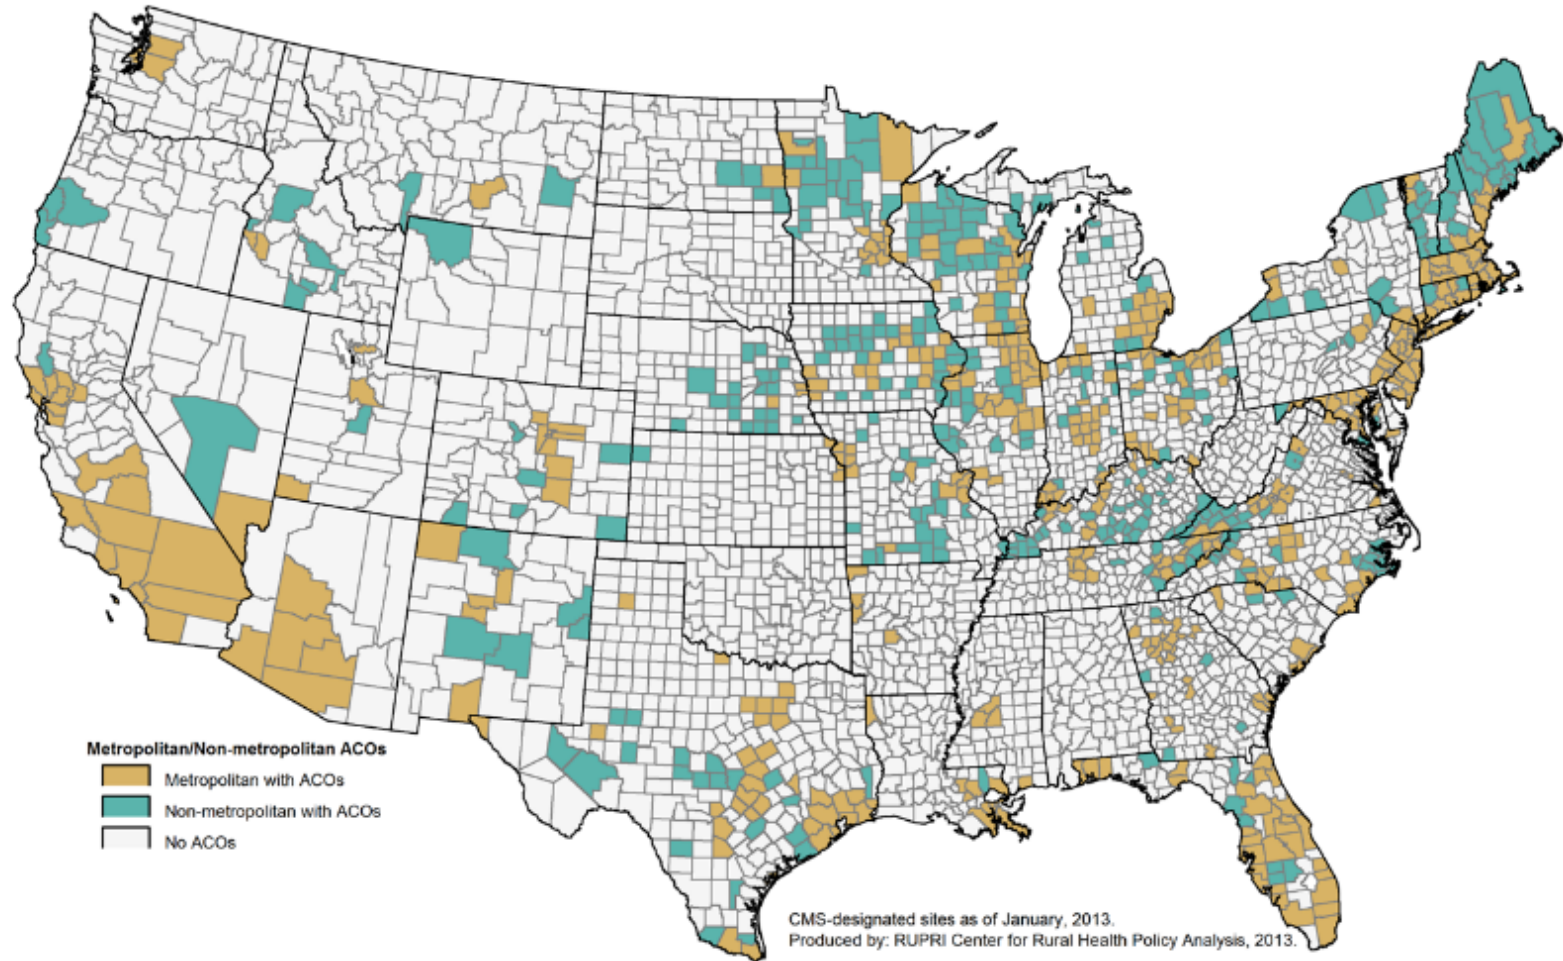 Metropolitan/Non-metropolitan ACOs
Metropolitan with ACOs
Non-metropolitan with ACOs
No ACOs
CMS-designated sites as of January, 2013.
Produced by: RUPRI Center for Rural Health Policy Analysis, 2013.